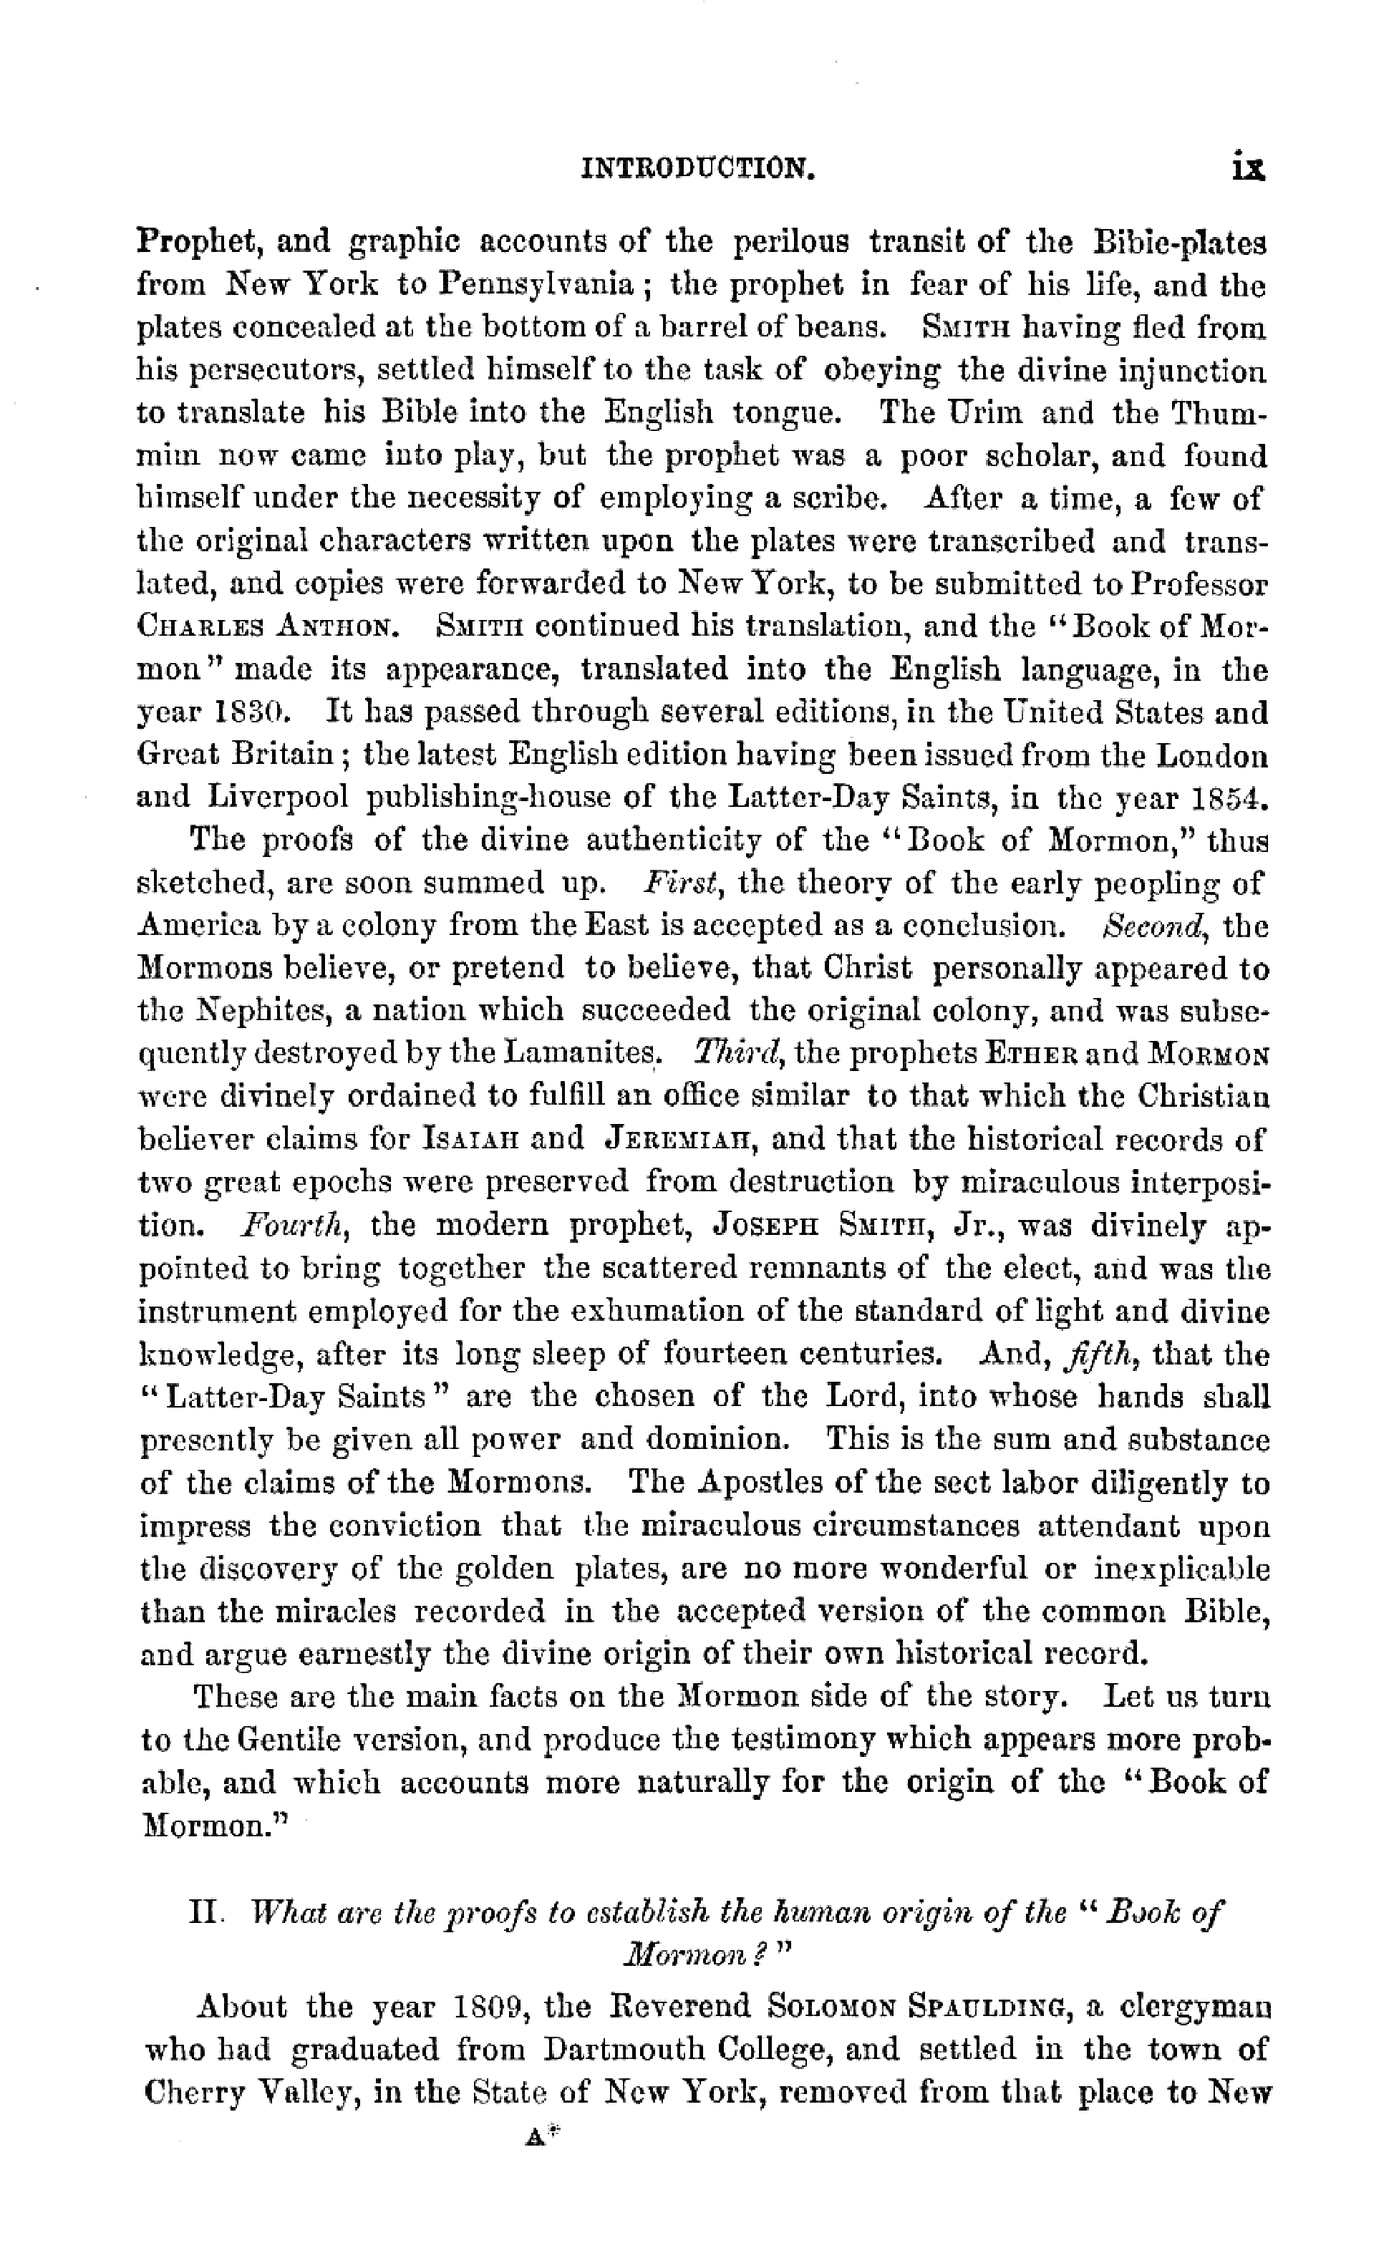 INTRODUCTION. ix
Prophet, and graphic accounts of the perilous transit of the Bible-plates
from New York to Pennsylvania; the prophet in fear of his life, and the
plates concealed at the bottom of a barrel of beans. SMITH having fled from
his persecutors, settled himself to the task of obeying the divine injunction
to translate his Bible into the English tongue. The Urim and the Thum-
mim now came into play, but the prophet was a poor scholar, and found
himself under the necessity of employing a scribe. After a time, a few of
the original characters written upon the plates were transcribed and trans-
lated, and copies were forwarded to New York, to be submitted to Professor
CHARLES ANTHON. SMITH continued his translation, and the "Book of Mor-
mon" made its appearance, translated into the English language, in the
year 1830. It has passed through several editions, in the United States and
Great Britain; the latest English edition having been issued from the London
and Liverpool publishing-house of the Latter-Day Saints, in the year 1854.
The proofs of the divine authenticity of the "Book of Mormon," thus
sketched, are soon summed up. First, the theory of the early peopling of
America by a colony from the East is accepted as a conclusion. Second, the
Mormons believe, or pretend to believe, that Christ personally appeared to
the Nephites, a nation which succeeded the original colony, and was subse-
quently destroyed by the Lamanites. Third, the prophets ETHER and MORMON
were divinely ordained to fulfill an office similar to that which the Christian
believer claims for ISAIAH and JEREMIAH, and that the historical records of
two great epochs were preserved from destruction by miraculous interposi-
tion. Fourth, the modern prophet, JOSEPH SMITH, Jr., was divinely ap-
pointed to bring together the scattered remnants of the elect, and was the
instrument employed for the exhumation of the standard of light and divine
knowledge, after its long sleep of fourteen centuries. And, fifth, that the
"Latter-Day Saints" are the chosen of the Lord, into whose hands shall
presently be given all power and dominion. This is the sum and substance
of the claims of the Mormons. The Apostles of the sect labor diligently to
impress the conviction that the miraculous circumstances attendant upon
the discovery of the golden plates, are no more wonderful or inexplicable
than the miracles recorded in the accepted version of the common Bible,
and argue earnestly the divine origin of their own historical record.
These are the main facts on the Mormon side of the story. Let us turn
to the Gentile version, and produce the testimony which appears more prob-
able, and which accounts more naturally for the origin of the "Book of
Mormon."
II. What are the proofs to establish the human origin of the "Book of
Mormon?"
About the year 1809, the Reverend SOLOMON SPAULDING, a clergyman
who had graduated from Dartmouth College, and settled in the town of
Cherry Valley, in the State of New York, removed from that place to New
A*